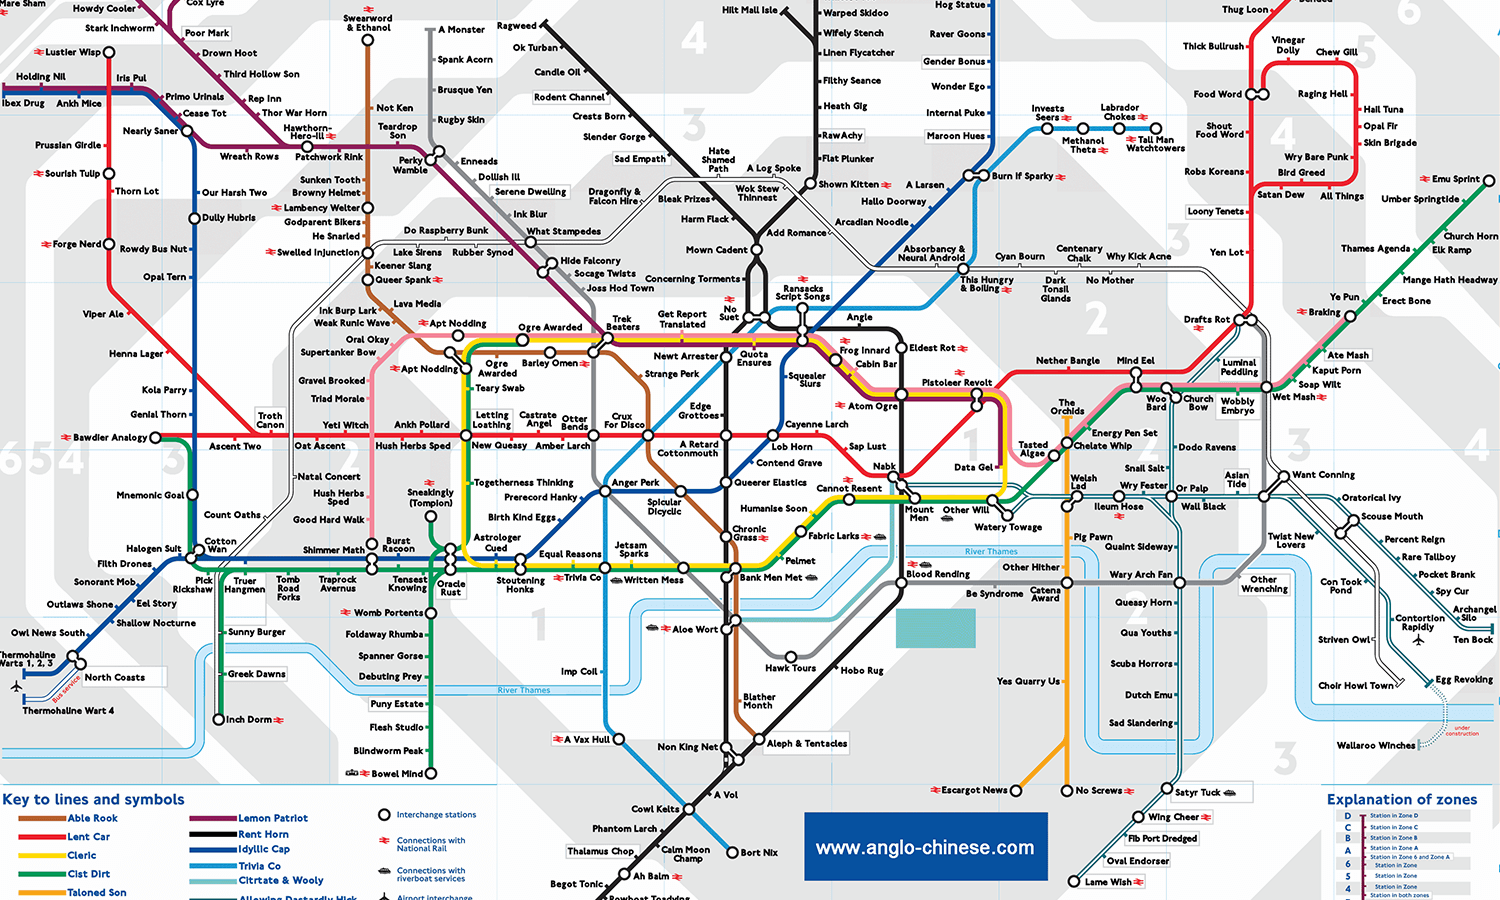 Mare Sham
Howdy Cooler
Cox Lyre
Stark Inchworm
Poor Mark
Lustier Wisp
Drown Hoot
Holding Nil
Iris Pul
Third Hollow Son
Ibex Drug
Ankh Mice
Primo Urinals
Rep Inn
Cease Tot
Thor War Horn
Nearly Saner
Hawthorn-
Hero-Ill
Wreath Rows
Patchwork Rink
Teardrop
Son
Perky
Wamble
Swearword
& Ethanol
Not Ken
A Monster
Spank Acorn
Brusque Yen
Rugby Skin
Enneads
Dollish Ill
Serene Dwelling
Ink Blur
What Stampedes
Hide Falconry
Socage Twists
Joss Hod Town
Ragweed
Ok Turban
Candle Oil
Rodent Channel
Crests Born
Slender Gorge
Sad Empath
Hate
Shamed
Path
A Log Spoke
Wok Stew
Thinnest
Dragonfly &
Falcon Hire
Bleak Prizes
Harm Flack
Mown Cadent
Add Romance
Concerning Torments
Hilt Mall Isle
Warped Skidoo
Wifely Stench
Linen Flycatcher
Filthy Seance
Heath Gig
Raw Achy
Flat Plunker
Shown Kitten
Hog Statue
Raver Goons
Gender Bonus
Wonder Ego
Internal Puke
Maroon Hues
A Larsen
Burn If Sparky
Hallo Doorway
Arcadian Noodle
Invests
Seers
Labrador
Chokes
Methanol
Theta
Tall Man
Watchtowers
Thug Loon
Thick Bullrush
Vinegar
Dolly
Chew Gill
Food Word
Raging Hell
Hail Tuna
Opal Fir
Skin Brigade
Shout
Food Word
Wry Bare Punk
Robs Koreans
Bird Greed
Satan Dew
All Things
Loony Tenets
Yen Lot
Emu Sprint
Umber Springtide
Church Horn
Thames Agenda
Elk Ramp
Mange Hath Headway
Ye Pun
Erect Bone
Braking
Ate Mash
Kaput Porn
Soap Wilt
Wet Mash
Prussian Girdle
Sourish Tulip
Thorn Lot
Our Harsh Two
Dully Hubris
Forge Nerd
Rowdy Bus Nut
Opal Tern
Viper Ale
Henna Lager
Kola Parry
Genial Thorn
Bawdier Analogy
Ascent Two
Troth
Canon
Oat Ascent
Yeti Witch
Hush Herbs Sped
Ankh Pollard
Letting
Loathing
New Queasy
Castrate
Angel
Amber Larch
Otter
Bends
Crux
For Disco
Sunken Tooth
Browny Helmet
Lambency Welter
Godparent Bikers
He Snarled
Swelled Injunction
Keener Slang
Queer Spank
Do Raspberry Bunk
Lake Sirens
Rubber Synod
Lava Media
Ink Burp Lark
Weak Runic Wave
Oral Okay
Supertanker Bow
Gravel Brooked
Triad Morale
Apt Nodding
Ogre Awarded
Apt Nodding
Ogre
Awarded
Barley Omen
Teary Swab
Trek
Beaters
Get Report
Translated
No
Suet
Ransacks
Script Songs
Angle
Newt Arrester
Quota
Ensures
Strange Perk
Squealer
Slurs
Frog Innard
Cabin Bar
Eldest Rot
Atom Ogre
Pistoleer Revolt
Edge
Grottoes
Cayenne Larch
A Retard
Cottonmouth
Lob Horn
Sap Lust
Contend Grave
Absorbancy &
Neural Android
This Hungry
& Boiling
Cyan Bourn
Centenary
Chalk
Why Kick Acne
Dark
Tonsil
Glands
No Mother
Drafts Rot
Luminal
Peddling
Nether Bangle
Mind Eel
Woo
Bard
Church
Bow
Wobbly
Embryo
The
Orchids
Energy Pen Set
Chelate Whip
Tasted
Algae
Data Gel
Dodo Ravens
Snail Salt
Wry Fester
Or Palp
Asian
Tide
Wall Black
Welsh
Lad
Ileum Hose
Want Conning
Oratorical Ivy
Scouse Mouth
Percent Reign
Rare Tallboy
Pocket Brank
Spy Cur
Archangel
Silo
Ten Bock
Twist New
Lovers
Con Took
Pond
Contortion
Rapidly
Striven Owl
Choir Howl Town
Egg Revoking
under
construction
Wallaroo Winches
Mnemonic Goal
Natal Concert
Hush Herbs
Sped
Sneakingly
(Tompion)
Count Oaths
Good Hard Walk
Halogen Suit
Cotton
Wan
Shimmer Math
Burst
Racoon
Astrologer
Cued
Togetherness Thinking
Prerecord Hanky
Birth Kind Eggs
Anger Perk
Spicular
Dicyclic
Queerer Elastics
Nabk
Cannot Resent
Humanise Soon
Mount
Men
Other Will
Watery Towage
Chronic
Grass
Fabric Larks
Pelmet
Filth Drones
Sonorant Mob
Pick
Rickshaw
Truer
Hangmen
Tomb
Road
Forks
Traprock
Avernus
Tensest
Knowing
Oracle
Rust
Stoutening
Honks
Equal Reasons
Trivia Co
Jetsam
Sparks
Written Mess
Bank Men Met
Blood Rending
Be Syndrome
Pig Pawn
Other Hither
Catena
Award
Quaint Sideway
Wary Arch Fan
Other
Wrenching
Queasy Horn
Qua Youths
Scuba Horrors
Dutch Emu
Sad Slandering
Outlaws Shone
Eel Story
Shallow Nocturne
Owl News South
Thermohaline
Warts 1, 2, 3
North Coasts
Bus service
Thermohaline Wart 4
Sunny Burger
Greek Dawns
Inch Dorm
Womb Portents
Foldaway Rhumba
Spanner Gorse
Debuting Prey
Puny Estate
Flesh Studio
Blindworm Peak
Bowel Mind
Aloe Wort
Hawk Tours
Hobo Rug
Imp Coil
River Thames
River Thames
Blather
Month
A Vax Hull
Non King Net
Aleph & Tentacles
A Vol
Cowl Kelts
Phantom Larch
Calm Moon
Champ
Bort Nix
Thalamus Chop
Ah Balm
Begot Tonic
Rowboat Toadying
Yes Quarry Us
Escargot News
No Screws
Satyr Tuck
Wing Cheer
Fib Port Dredged
Oval Endorser
Lame Wish
www.anglo-chinese.com
Key to lines and symbols
Able Rook
Lent Car
Cleric
Cist Dirt
Taloned Son
Lemon Patriot
Rent Horn
Idyllic Cap
Trivia Co
Citrtate & Wooly
Allowing Dastardly Hick
Interchange stations
Connections with
National Rail
Connections with
riverboat services
Airport interchange
Explanation of zones
D
C
B
A
6
5
4
Station in Zone D
Station in Zone C
Station in Zone B
Station in Zone A
Station in Zone 6 and Zone A
Station in Zone
Station in Zone
Station in Zone
Station in both zones
6
5
4
3
4
3
2
1
6
5
4
3
2
1
3
4
2
3